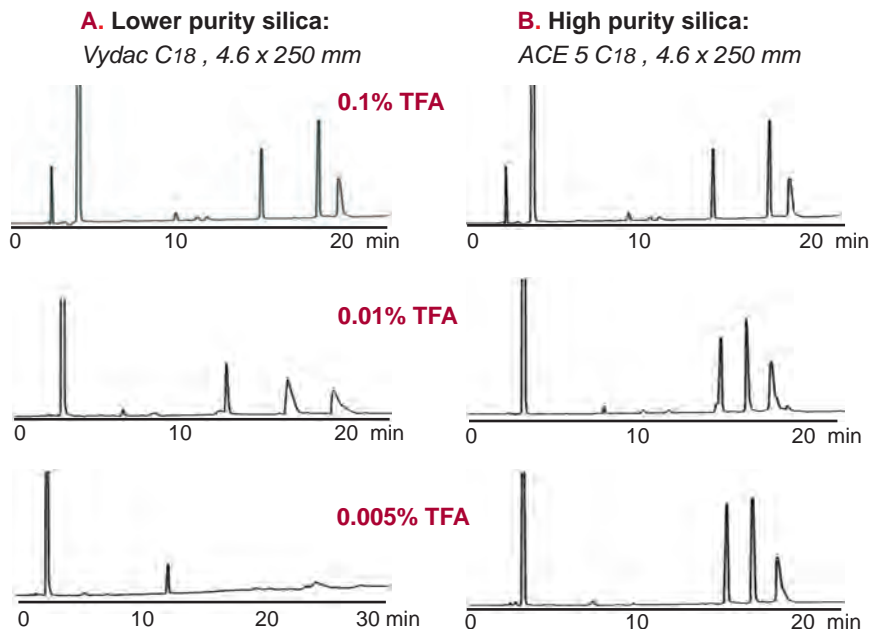 A. Lower purity silica:
Vydac C18 , 4.6 x 250 mm
B. High purity silica:
ACE 5 C18 , 4.6 x 250 mm
0.1% TFA
0 10 20 min
0 10 20 min
0.01% TFA
0 10 20 min
0 10 20 min
0.005% TFA
0 10 20 30 min
0 10 20 min